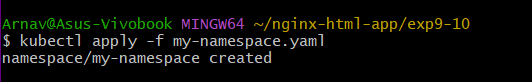 Arnav@Asus-Vivobook MINGW64 ~/nginx-html-app/exp9-10
$ kubectl apply -f my-namespace.yaml
namespace/my-namespace created